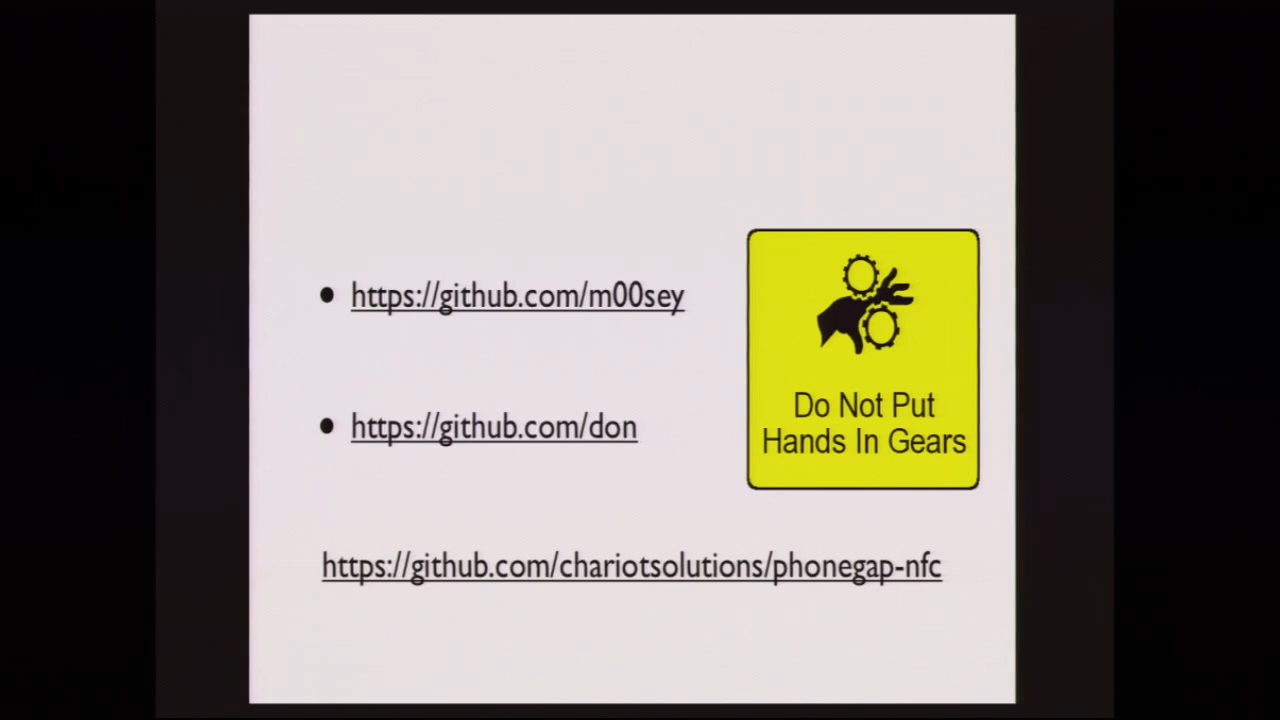 • https://github.com/m00sey
Do Not Put
Hands In Gears
• https://github.com/don
https://github.com/chariotsolutions/phonegap-nfc